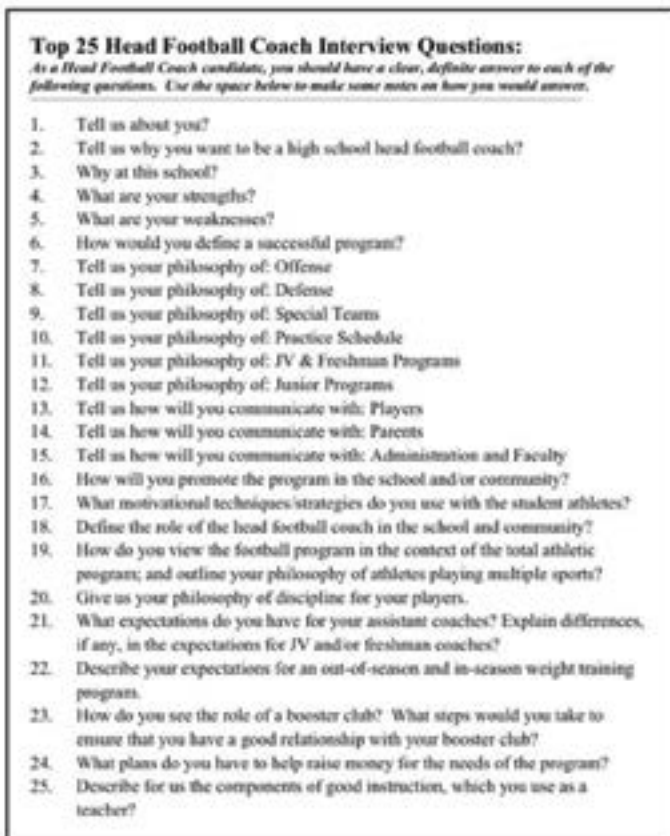 Top 25 Head Football Coach Interview Questions:
As a Head Football Coach candidate, you should have a clear, definite answer to each of the
following questions. Use the space below to make some notes on how you would answer.
1. Tell us about you?
2. Tell us why you want to be a high school head football coach?
3. Why at this school?
4. What are your strengths?
5. What are your weaknesses?
6. How would you define a successful program?
7. Tell us your philosophy of: Offense
8. Tell us your philosophy of: Defense
9. Tell us your philosophy of: Special Teams
10. Tell us your philosophy of: Practice Schedule
11. Tell us your philosophy of: JV & Freshman Programs
12. Tell us your philosophy of: Junior Programs
13. Tell us how will you communicate with: Players
14. Tell us how will you communicate with: Parents
15. Tell us how will you communicate with: Administration and Faculty
16. How will you promote the program in the school and/or community?
17. What motivational techniques/strategies do you use with the student athletes?
18. Define the role of the head football coach in the school and community?
19. How do you view the football program in the context of the total athletic
program; and outline your philosophy of athletes playing multiple sports?
20. Give us your philosophy of discipline for your players.
21. What expectations do you have for your assistant coaches? Explain differences,
if any, in the expectations for JV and/or freshman coaches?
22. Describe your expectations for an out-of-season and in-season weight training
program.
23. How do you see the role of a booster club? What steps would you take to
ensure that you have a good relationship with your booster club?
24. What plans do you have to help raise money for the needs of the program?
25. Describe for us the components of good instruction, which you use as a
teacher?